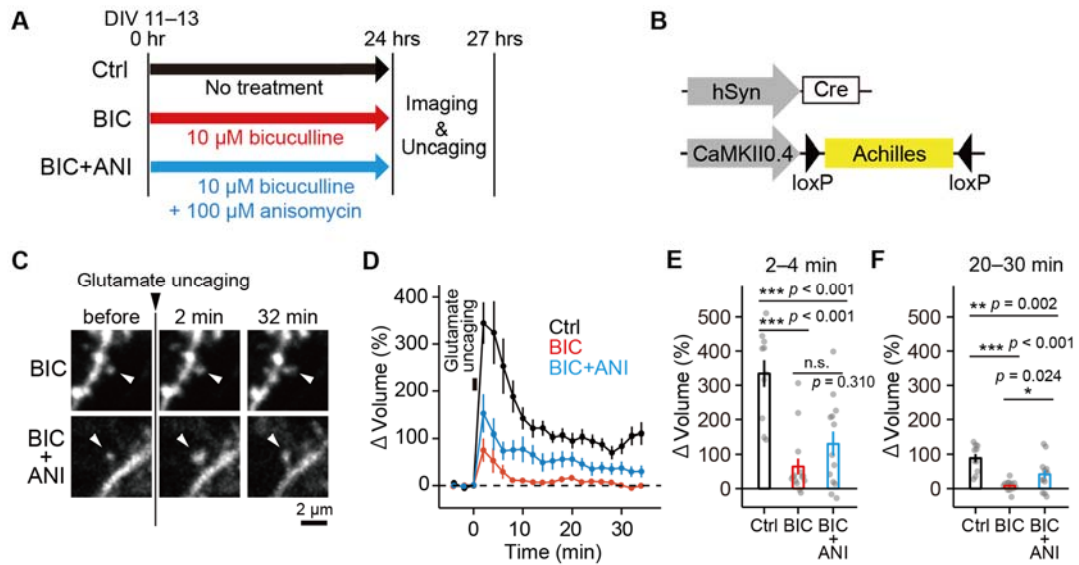 A
DIV 11–13
0 hr
24 hrs
27 hrs
Ctrl
No treatment
BIC
10 µM bicuculline
BIC+ANI
10 µM bicuculline
+ 100 µM anisomycin
Imaging
&
Uncaging
B
hSyn
Cre
CaMKII0.4
Achilles
loxP
loxP
C
Glutamate uncaging
before
2 min
32 min
BIC
BIC
+
ANI
2 µm
D
Δ Volume (%)
400
300
200
100
0
Glutamate
uncaging
Ctrl
BIC
BIC+ANI
0
10
20
30
Time (min)
E
2–4 min
*** p < 0.001
*** p < 0.001
n.s.
p = 0.310
Δ Volume (%)
500
400
300
200
100
0
Ctrl
BIC
BIC
+
ANI
F
20–30 min
** p = 0.002
*** p < 0.001
p = 0.024
*
Δ Volume (%)
500
400
300
200
100
0
Ctrl
BIC
BIC
+
ANI